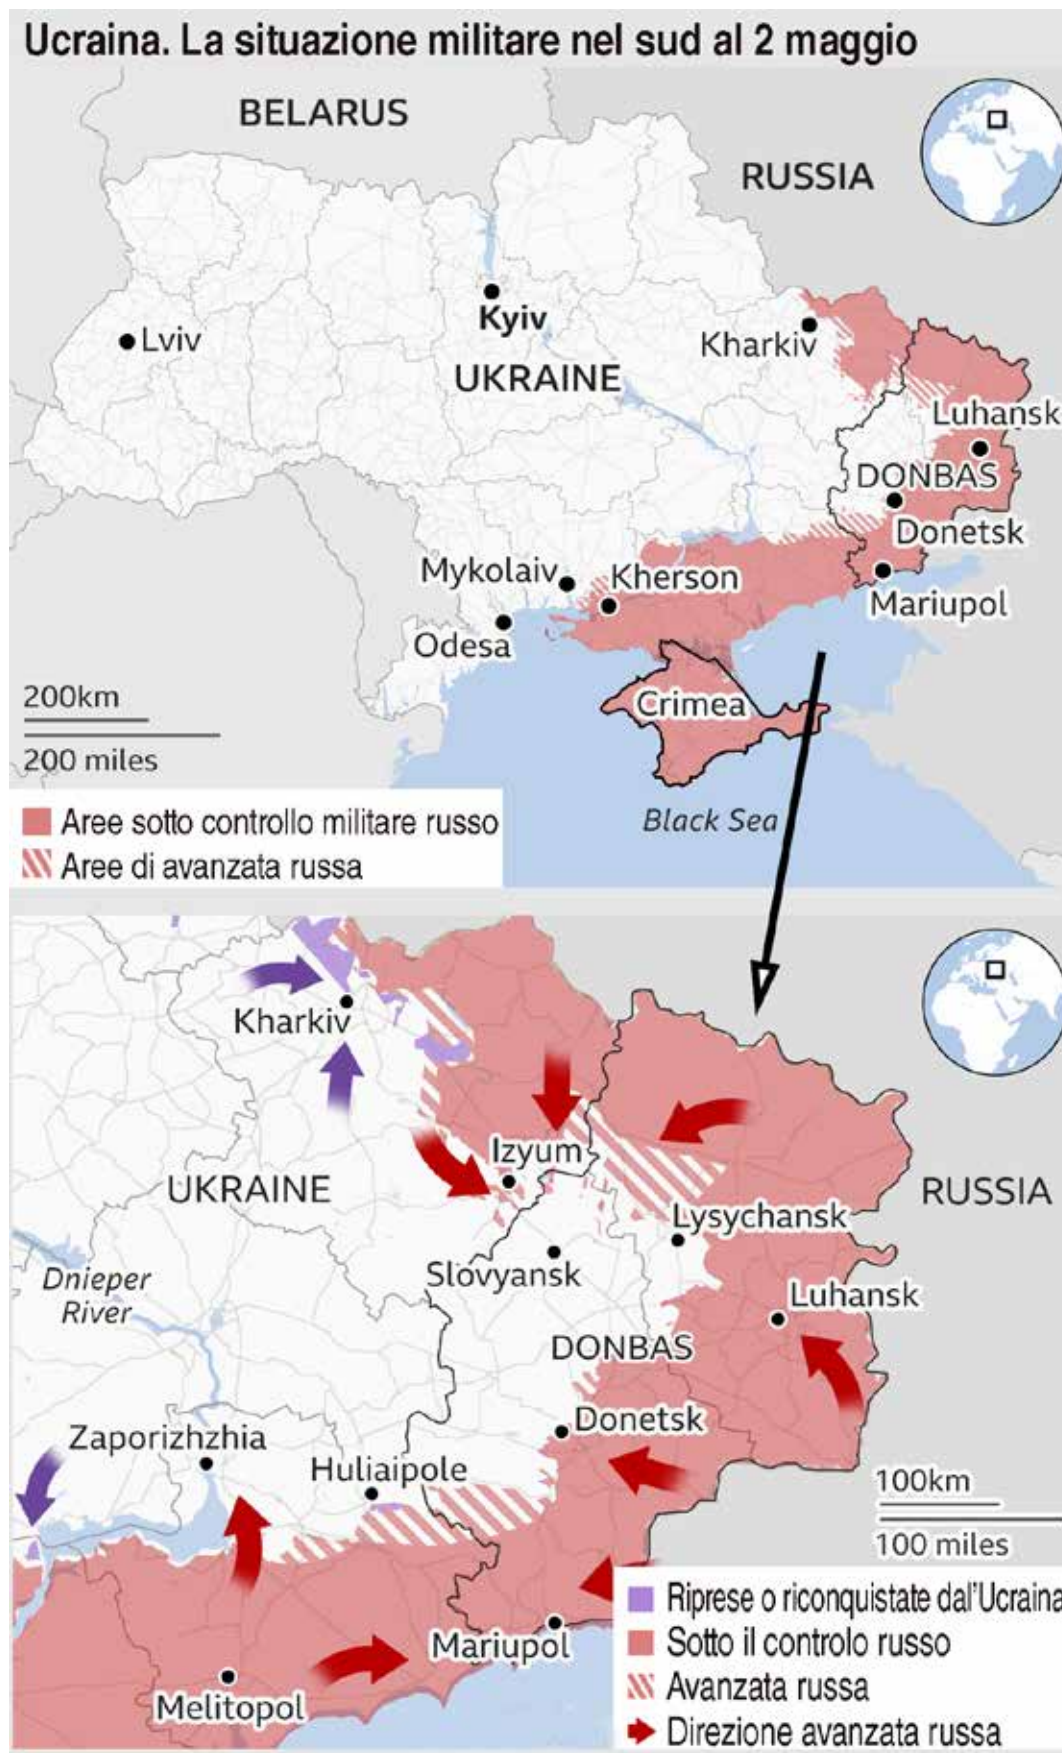 Ucraina. La situazione militare nel sud al 2 maggio
BELARUS
RUSSIA
Kyiv
Lviv
Kharkiv
UKRAINE
Luhansk
DONBAS
Donetsk
Mykolaiv
Kherson
Mariupol
Odesa
Crimea
200km
200 miles
Black Sea
Aree sotto controllo militare russo
Aree di avanzata russa
Kharkiv
Izyum
UKRAINE
RUSSIA
Lysychansk
Slovyansk
Dnieper
River
Luhansk
DONBAS
Donetsk
Zaporizhzhia
Huliaipole
100km
100 miles
Riprese o riconquistate dal'Ucraina
Mariupol
Sotto il controlo russo
Melitopol
Avanzata russa
Direzione avanzata russa